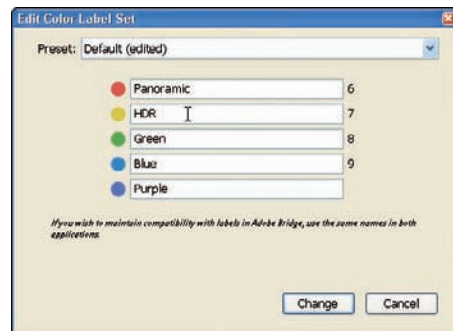 Edit Color Label Set
Preset: Default (edited)
Panoramic 6
HDR 7
Green 8
Blue 9
Purple
If you wish to maintain compatibility with labels in Adobe Bridge, use the same names in both
applications.
Change Cancel